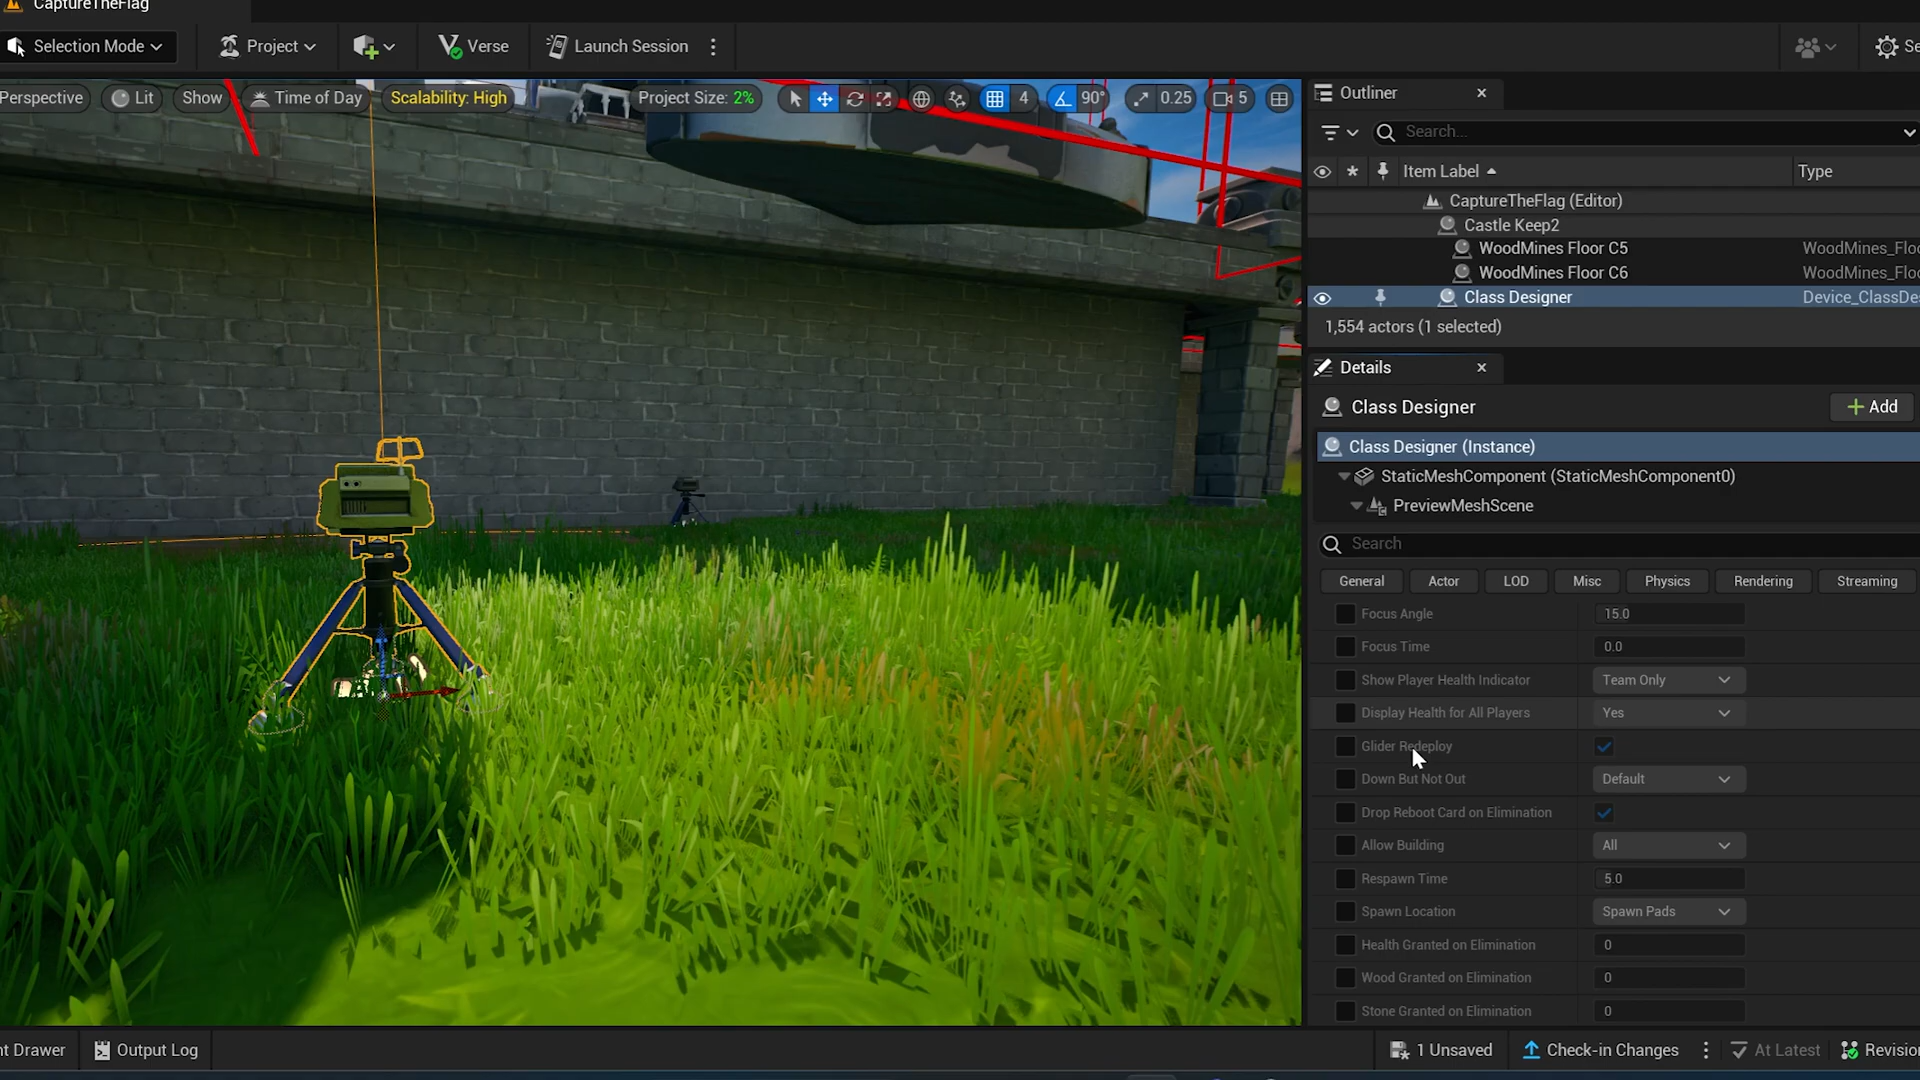 CaptureTheFlag
Selection Mode
Project
Verse
Launch Session
Se
Perspective
Lit
Show
Time of Day
Scalability: High
Project Size: 2%
4
90°
0.25
5
Outliner
Search...
Item Label
Type
CaptureTheFlag (Editor)
Castle Keep2
WoodMines Floor C5
WoodMines_Floo
WoodMines Floor C6
WoodMines_Floo
Class Designer
Device_ClassDes
1,554 actors (1 selected)
Details
Class Designer
+ Add
Class Designer (Instance)
StaticMeshComponent (StaticMeshComponent0)
PreviewMeshScene
Search
General
Actor
LOD
Misc
Physics
Rendering
Streaming
Focus Angle
15.0
Focus Time
0.0
Show Player Health Indicator
Team Only
Display Health for All Players
Yes
Glider Redeploy
Down But Not Out
Default
Drop Reboot Card on Elimination
Allow Building
All
Respawn Time
5.0
Spawn Location
Spawn Pads
Health Granted on Elimination
0
Wood Granted on Elimination
0
Stone Granted on Elimination
0
nt Drawer
Output Log
1 Unsaved
Check-in Changes
At Latest
Revision